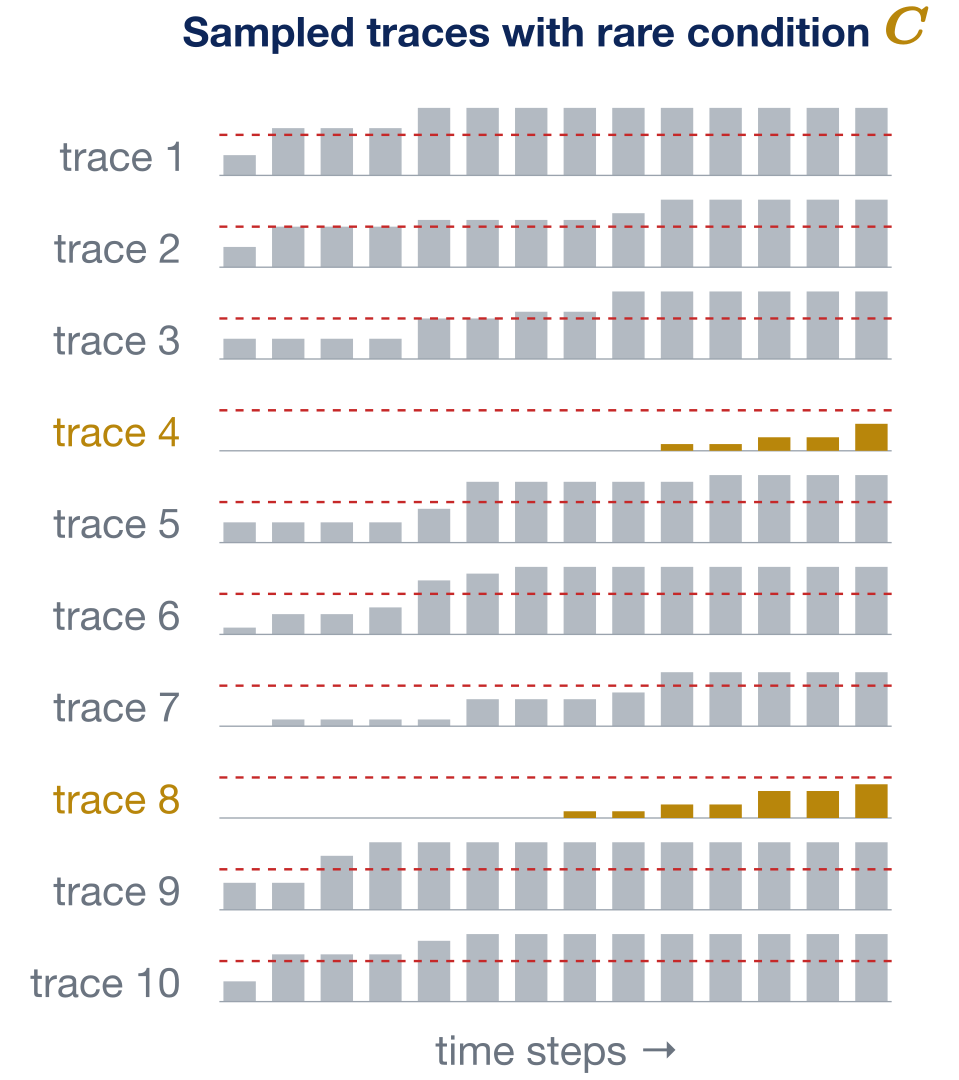 Sampled traces with rare condition C
trace 1
trace 2
trace 3
trace 4
trace 5
trace 6
trace 7
trace 8
trace 9
trace 10
time steps →